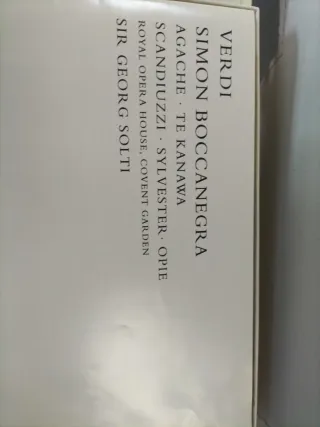 VERDI
SIMON BOCCANEGRA
AGACHE · TE KANAWA
SCANDIUZZI · SYLVESTER · OPIE
ROYAL OPERA HOUSE, COVENT GARDEN
SIR GEORG SOLTI